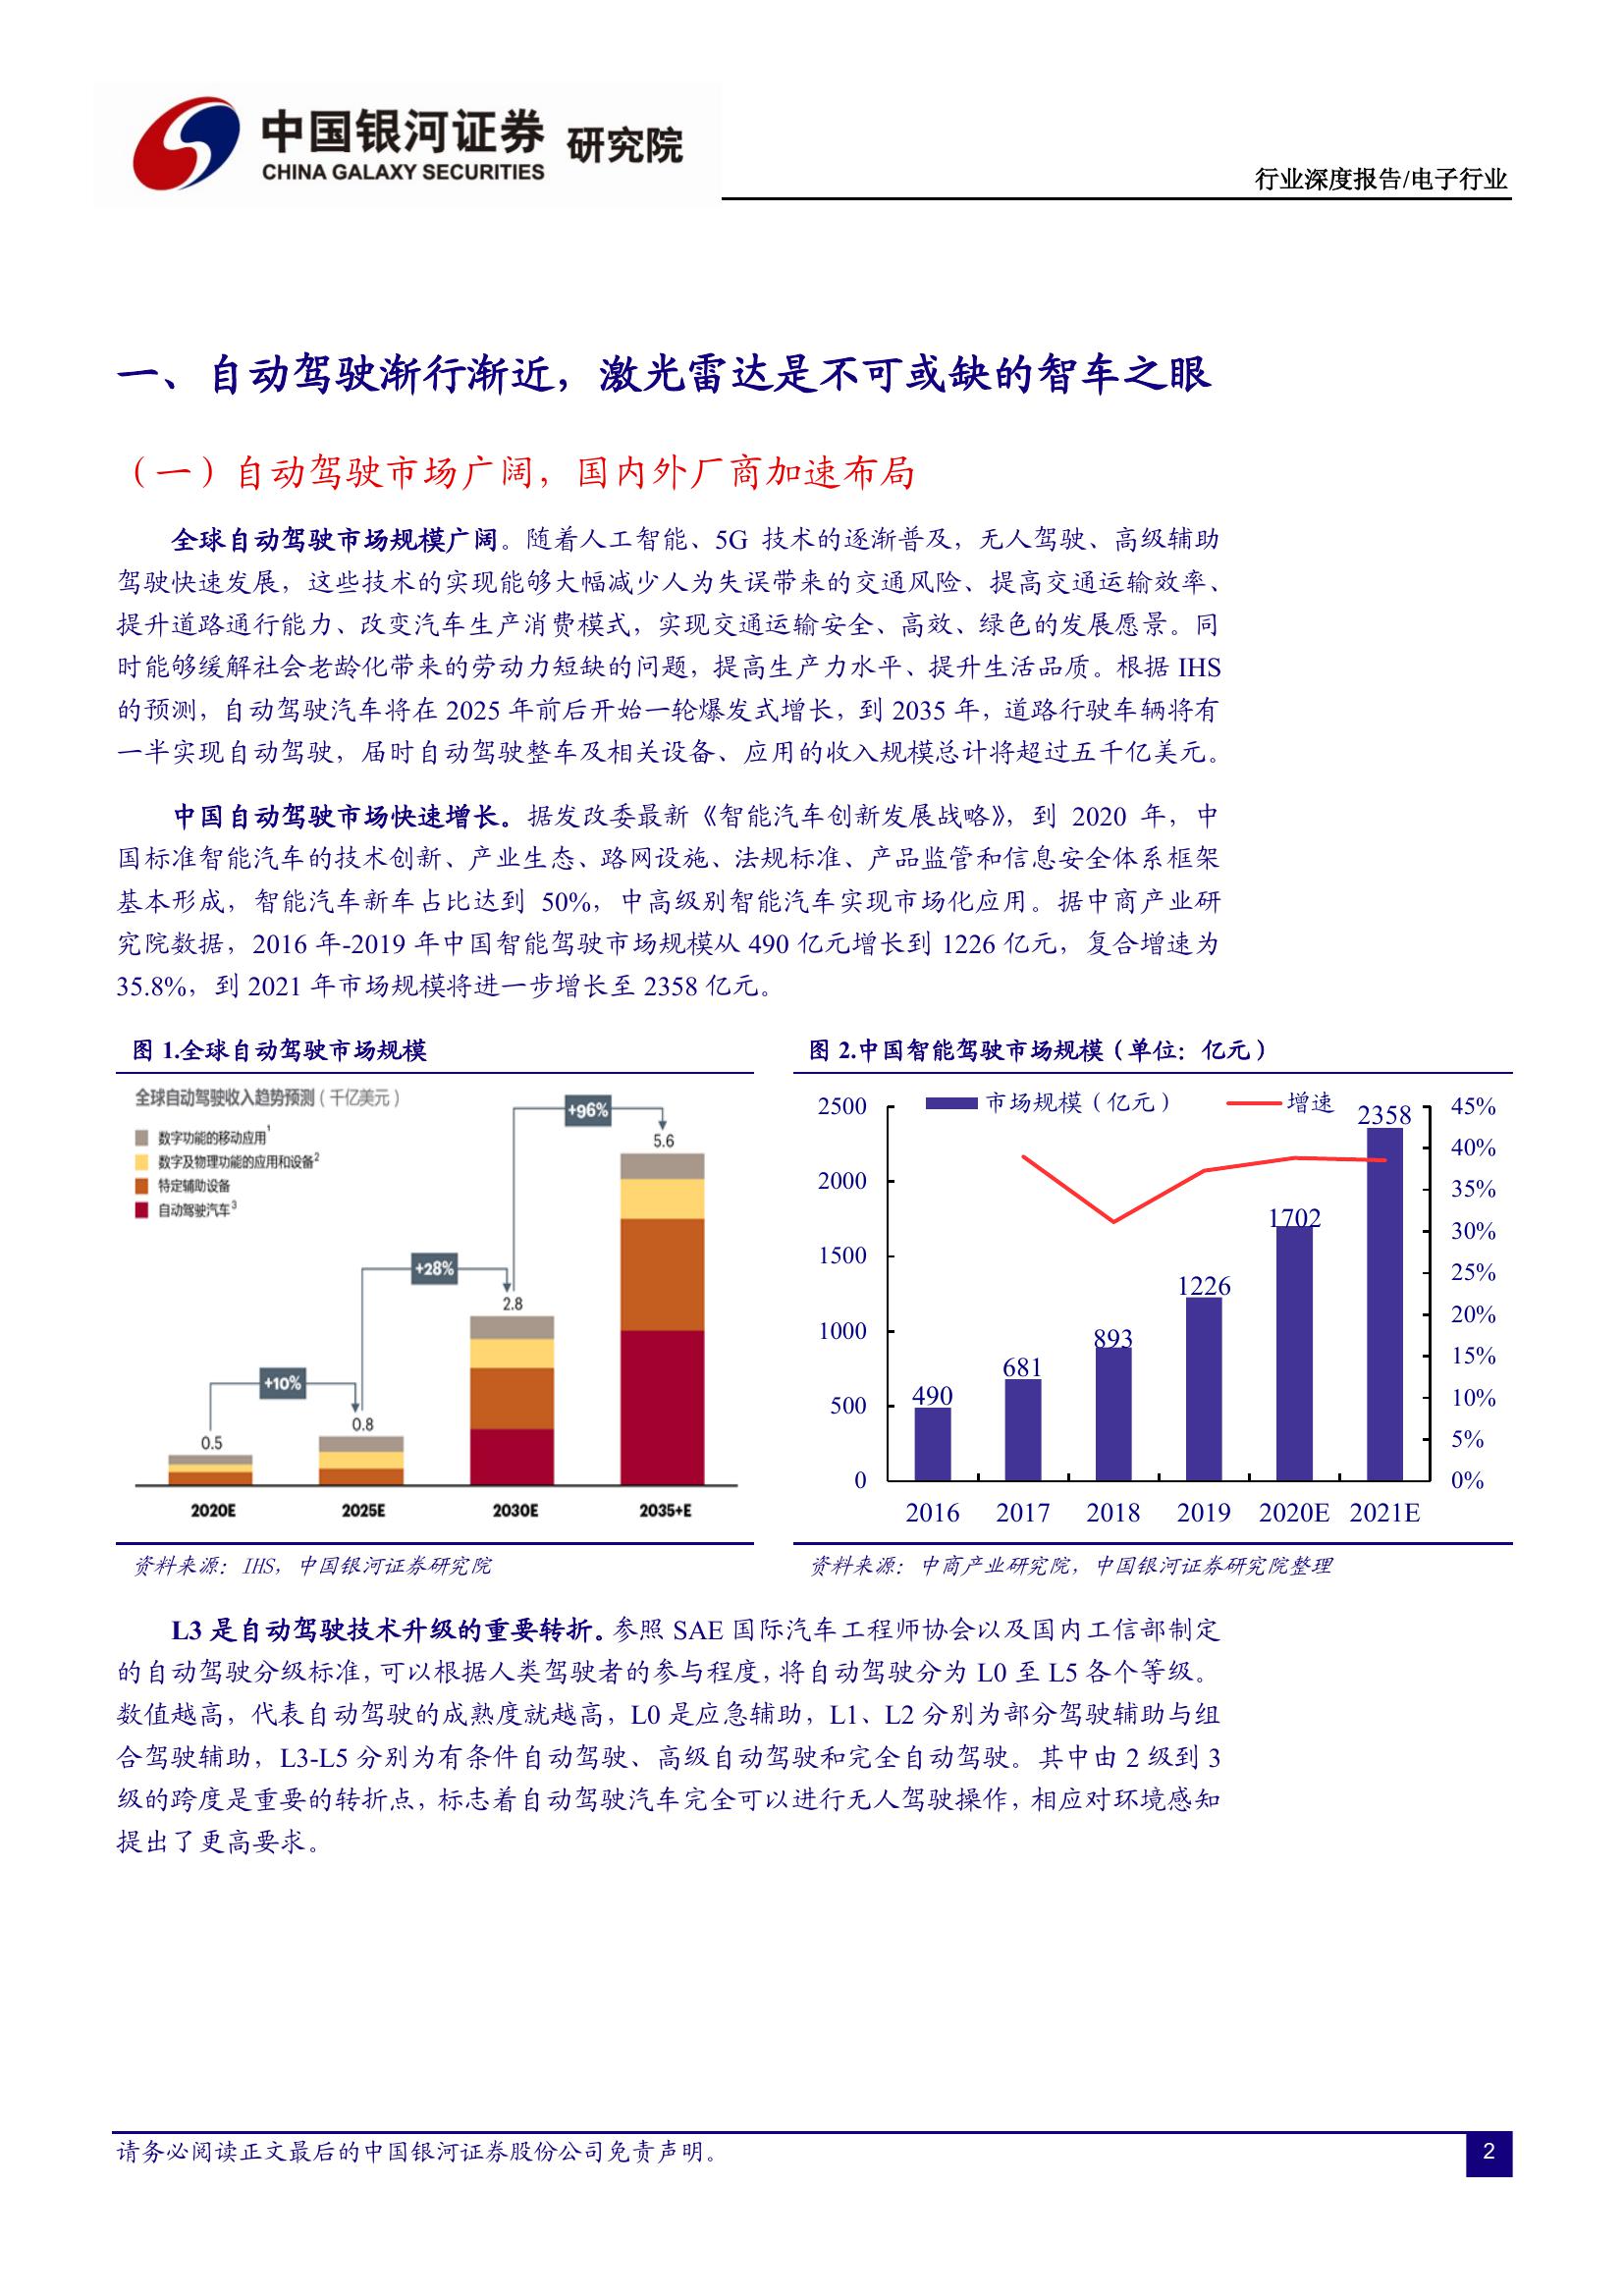 中国银河证券 研究院
CHINA GALAXY SECURITIES
行业深度报告/电子行业
一、自动驾驶渐行渐近，激光雷达是不可或缺的智车之眼
（一）自动驾驶市场广阔，国内外厂商加速布局
全球自动驾驶市场规模广阔。随着人工智能、5G 技术的逐渐普及，无人驾驶、高级辅助
驾驶快速发展，这些技术的实现能够大幅减少人为失误带来的交通风险、提高交通运输效率、
提升道路通行能力、改变汽车生产消费模式，实现交通运输安全、高效、绿色的发展愿景。同
时能够缓解社会老龄化带来的劳动力短缺的问题，提高生产力水平、提升生活品质。根据 IHS
的预测，自动驾驶汽车将在 2025 年前后开始一轮爆发式增长，到 2035 年，道路行驶车辆将有
一半实现自动驾驶，届时自动驾驶整车及相关设备、应用的收入规模总计将超过五千亿美元。
中国自动驾驶市场快速增长。据发改委最新《智能汽车创新发展战略》，到 2020 年，中
国标准智能汽车的技术创新、产业生态、路网设施、法规标准、产品监管和信息安全体系框架
基本形成，智能汽车新车占比达到 50%，中高级别智能汽车实现市场化应用。据中商产业研
究院数据，2016 年-2019 年中国智能驾驶市场规模从 490 亿元增长到 1226 亿元，复合增速为
35.8%，到 2021 年市场规模将进一步增长至 2358 亿元。
图 1.全球自动驾驶市场规模
全球自动驾驶收入趋势预测（千亿美元）
数字功能的移动应用1
数字及物理功能的应用和设备2
特定辅助设备
自动驾驶汽车3
+10%
+28%
+96%
0.5
0.8
2.8
5.6
2020E 2025E 2030E 2035+E
资料来源：IHS，中国银河证券研究院
图 2.中国智能驾驶市场规模（单位：亿元）
市场规模（亿元） 增速
2500
2000
1500
1000
500
0
490
681
893
1226
1702
2358
45%
40%
35%
30%
25%
20%
15%
10%
5%
0%
2016 2017 2018 2019 2020E 2021E
资料来源：中商产业研究院，中国银河证券研究院整理
L3 是自动驾驶技术升级的重要转折。参照 SAE 国际汽车工程师协会以及国内工信部制定
的自动驾驶分级标准，可以根据人类驾驶者的参与程度，将自动驾驶分为 L0 至 L5 各个等级。
数值越高，代表自动驾驶的成熟度就越高，L0 是应急辅助，L1、L2 分别为部分驾驶辅助与组
合驾驶辅助，L3-L5 分别为有条件自动驾驶、高级自动驾驶和完全自动驾驶。其中由 2 级到 3
级的跨度是重要的转折点，标志着自动驾驶汽车完全可以进行无人驾驶操作，相应对环境感知
提出了更高要求。
请务必阅读正文最后的中国银河证券股份公司免责声明。
2